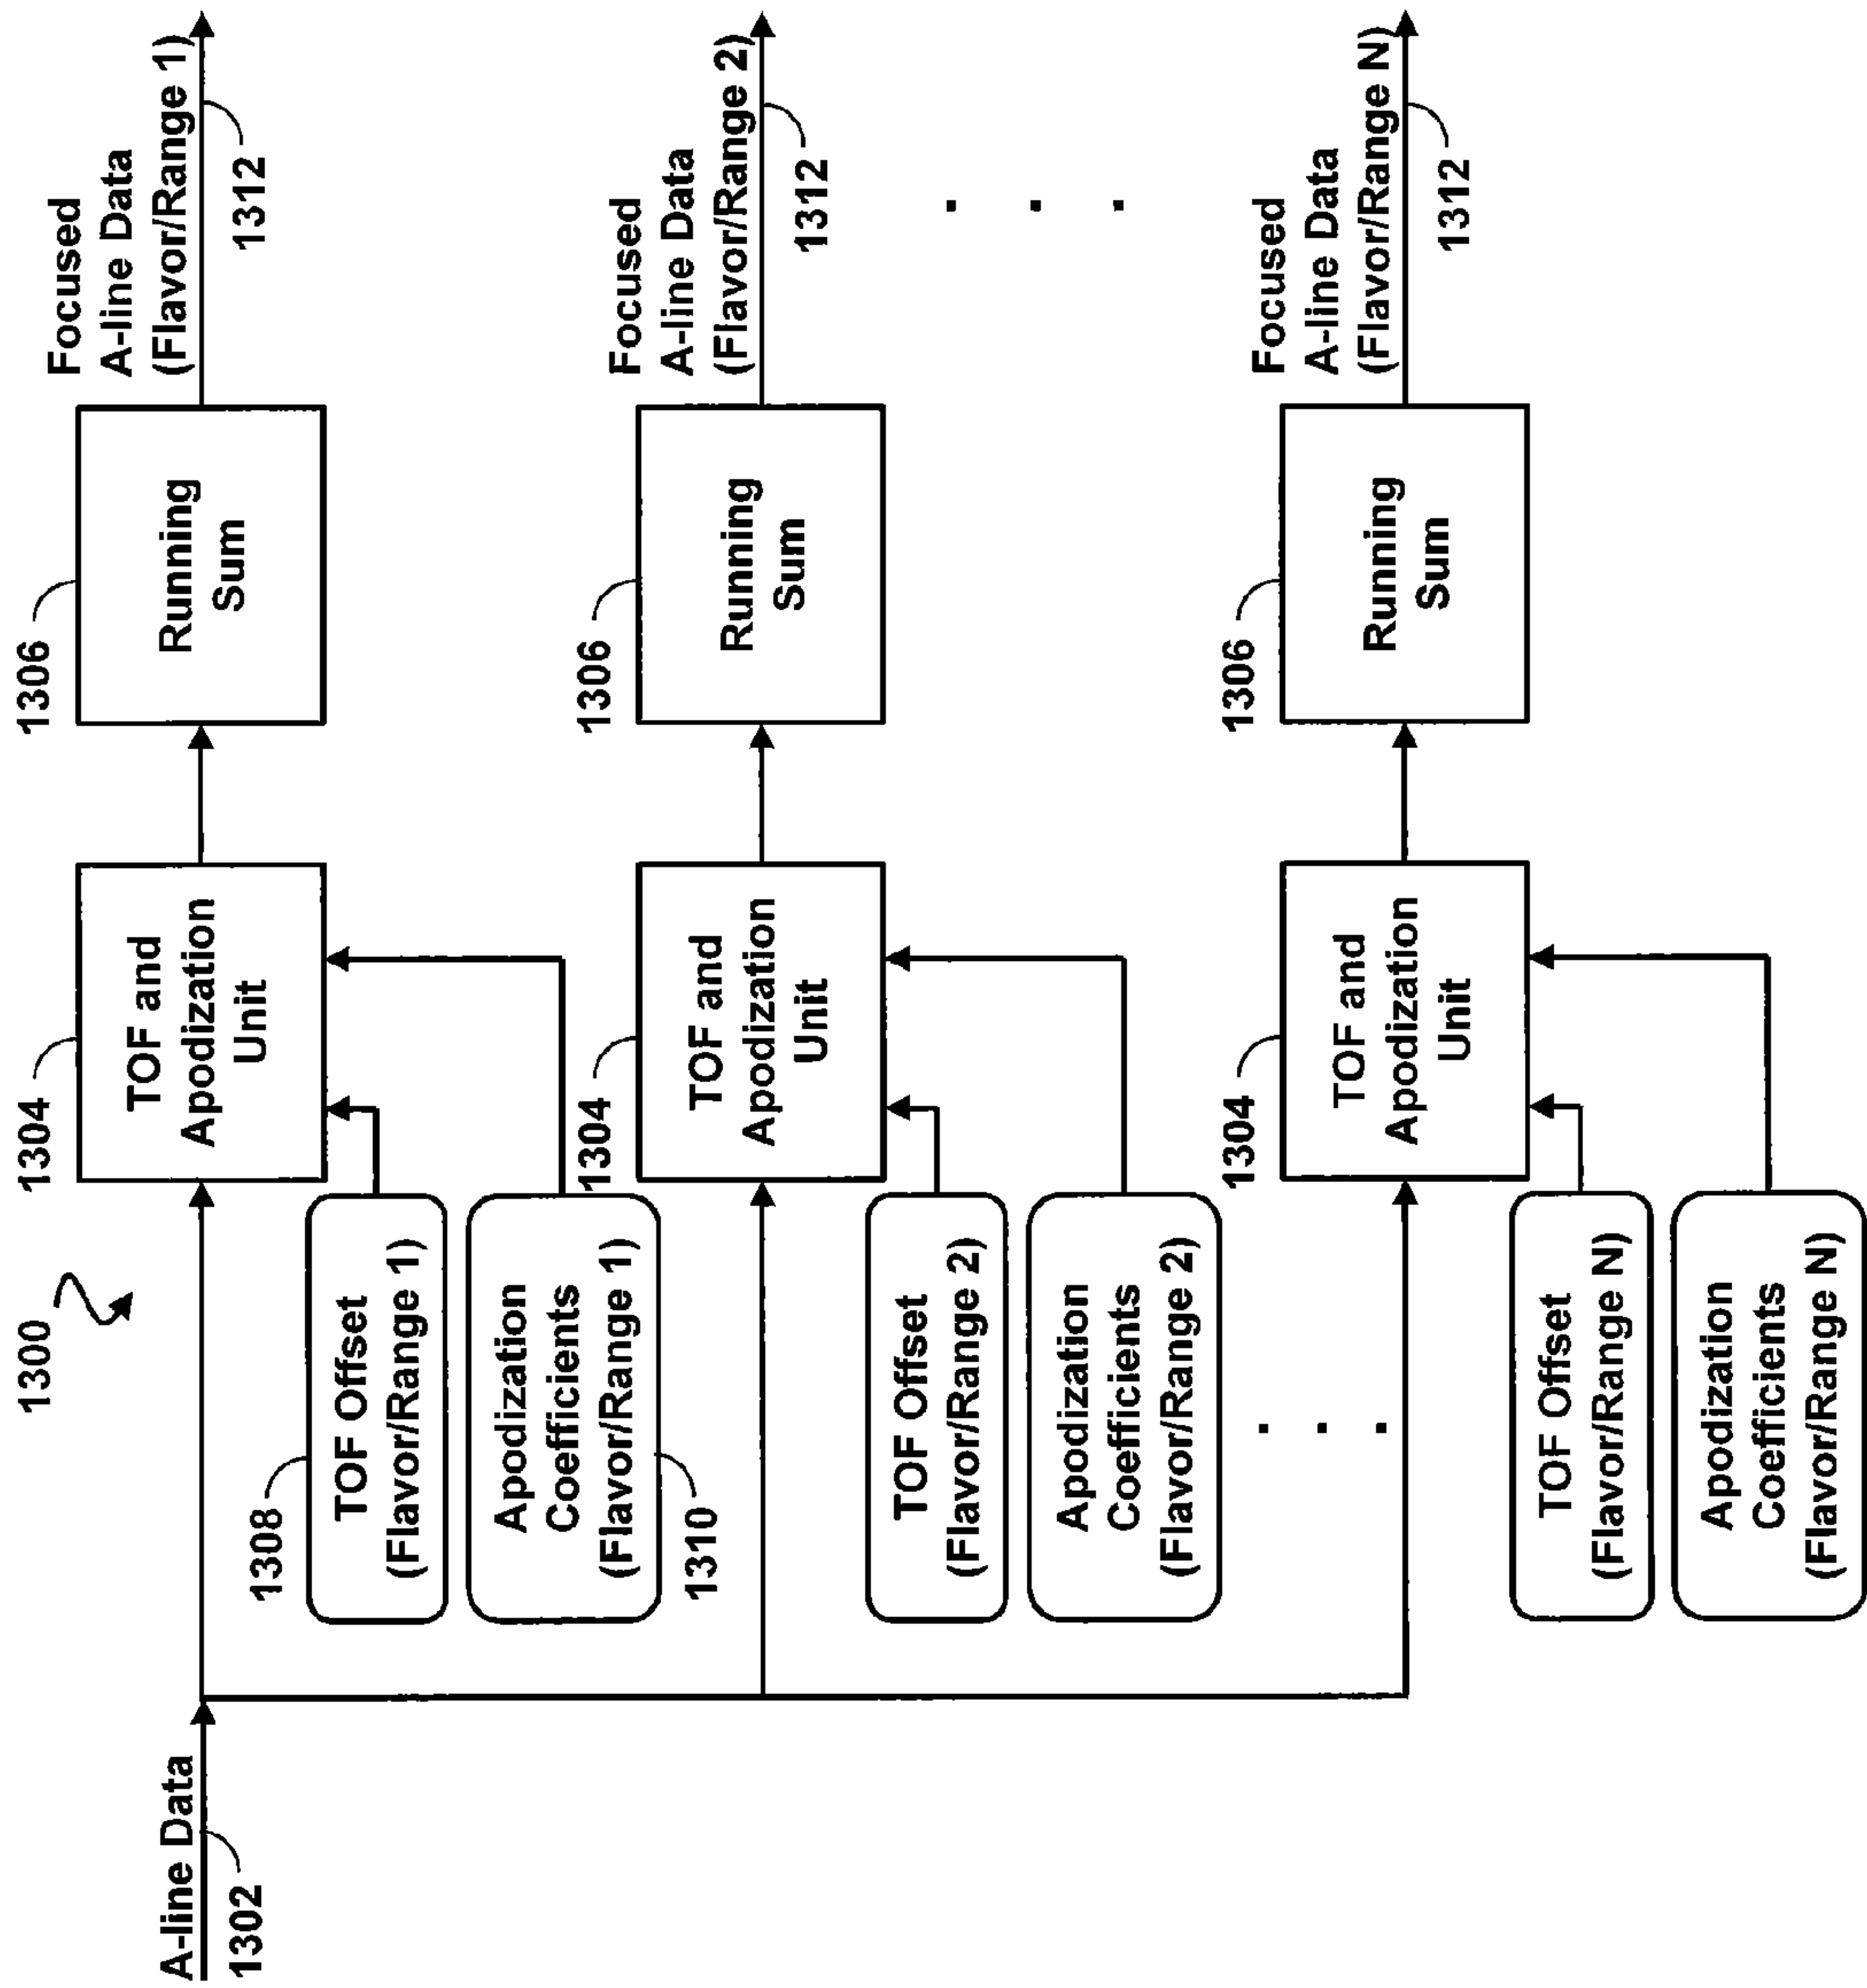 1300
A-line Data
1302
1304
TOF and
Apodization
Unit
1306
Running
Sum
Focused
A-line Data
(Flavor/Range 1)
1312
1308
TOF Offset
(Flavor/Range 1)
Apodization
Coefficients
(Flavor/Range 1)
1310
1304
TOF and
Apodization
Unit
1306
Running
Sum
Focused
A-line Data
(Flavor/Range 2)
1312
TOF Offset
(Flavor/Range 2)
Apodization
Coefficients
(Flavor/Range 2)
. . .
. . .
1304
TOF and
Apodization
Unit
1306
Running
Sum
Focused
A-line Data
(Flavor/Range N)
1312
TOF Offset
(Flavor/Range N)
Apodization
Coefficients
(Flavor/Range N)